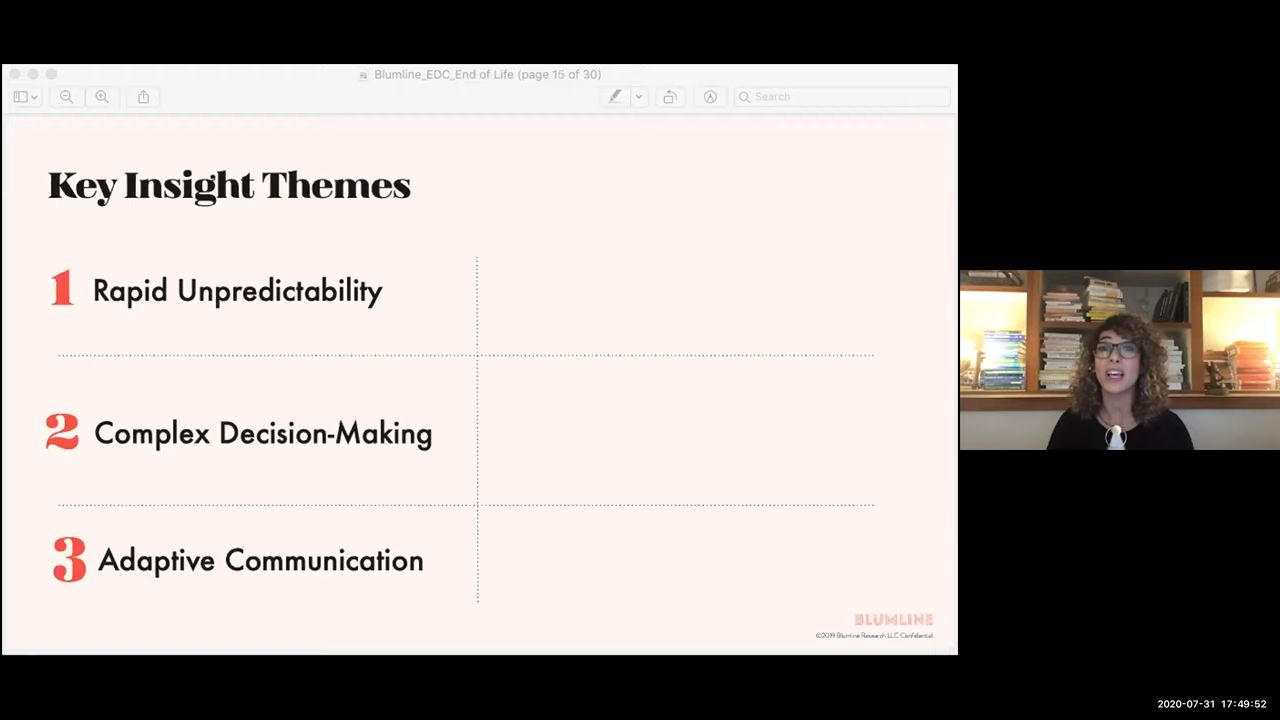 Blumline_EDC_End of Life (page 15 of 30)
Search
Key Insight Themes
1 Rapid Unpredictability
2 Complex Decision-Making
3 Adaptive Communication
BLUMLINE
©2019 Blumline Research LLC Confidential.
2020-07-31 17:49:52